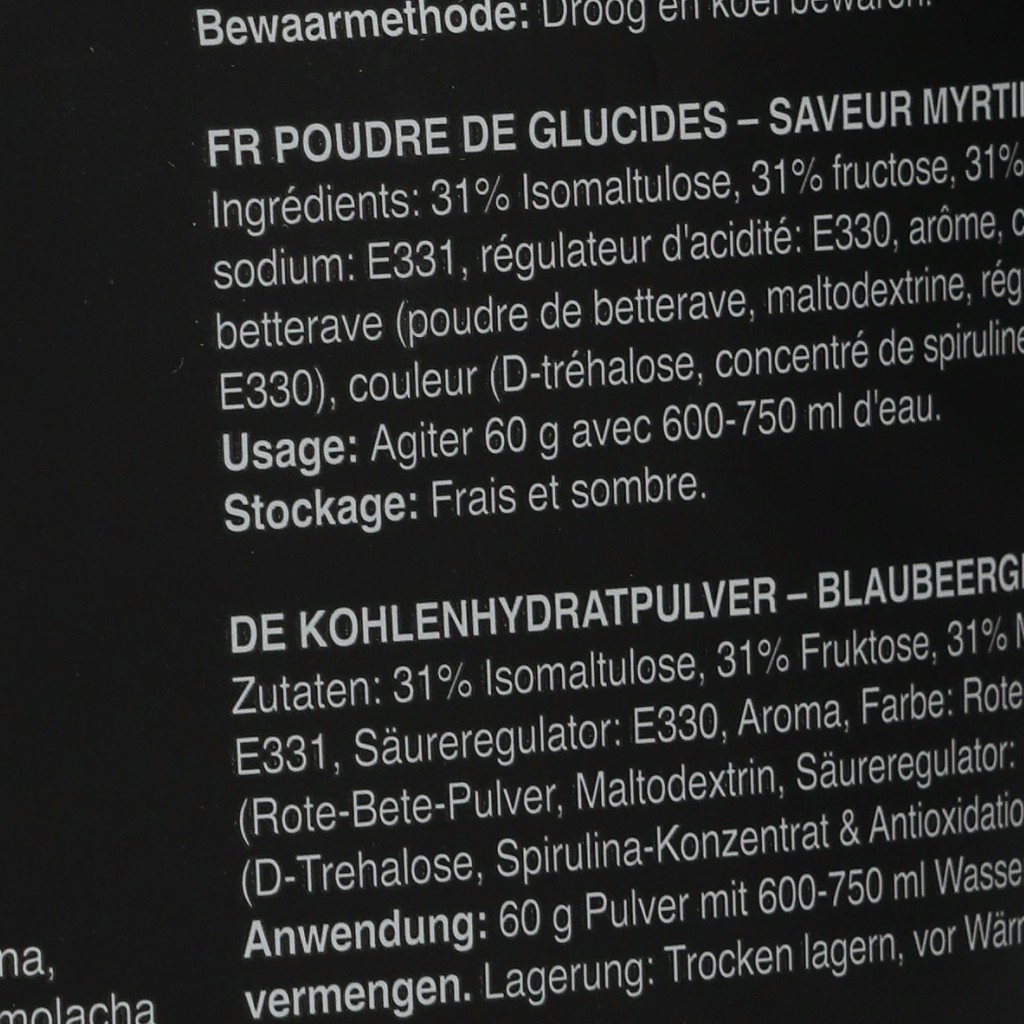 Bewaarmethode: Droog en koel bewaren.
FR POUDRE DE GLUCIDES – SAVEUR
Ingrédients: 31% Isomaltulose, 31% fructose, 31%
sodium: E331, régulateur d'acidité: E330, arôme,
betterave (poudre de betterave, maltodextrine,
E330), couleur (D-tréhalose, concentré de spiruline
Usage: Agiter 60 g avec 600-750 ml d'eau.
Stockage: Frais et sombre.
DE KOHLENHYDRATPULVER –
Zutaten: 31% Isomaltulose, 31% Fruktose, 31%
E331, Säureregulator: E330, Aroma, Farbe: Rote
(Rote-Bete-Pulver, Maltodextrin, Säureregulator:
(D-Trehalose, Spirulina-Konzentrat &
Anwendung: 60 g Pulver mit 600-750 ml
vermengen. Lagerung: Trocken lagern, vor
na,
molacha